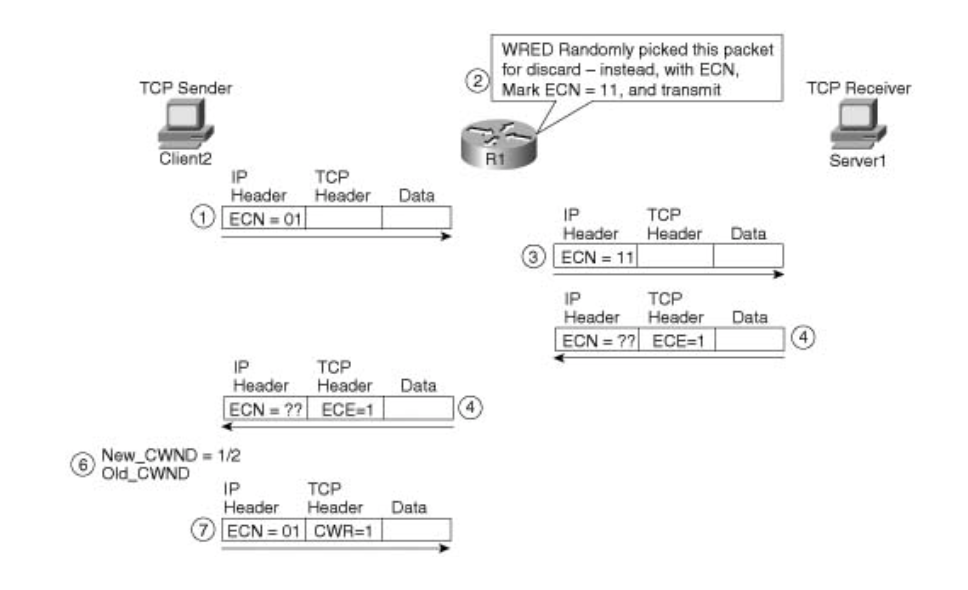 WRED Randomly picked this packet
for discard – instead, with ECN,
Mark ECN = 11, and transmit
2
TCP Sender
TCP Receiver
Client2
R1
Server1
IP Header TCP Header Data
1 ECN = 01
IP Header TCP Header Data
3 ECN = 11
IP Header TCP Header Data
ECN = ?? ECE=1 4
IP Header TCP Header Data
ECN = ?? ECE=1 4
6 New_CWND = 1/2
Old_CWND
IP Header TCP Header Data
7 ECN = 01 CWR=1